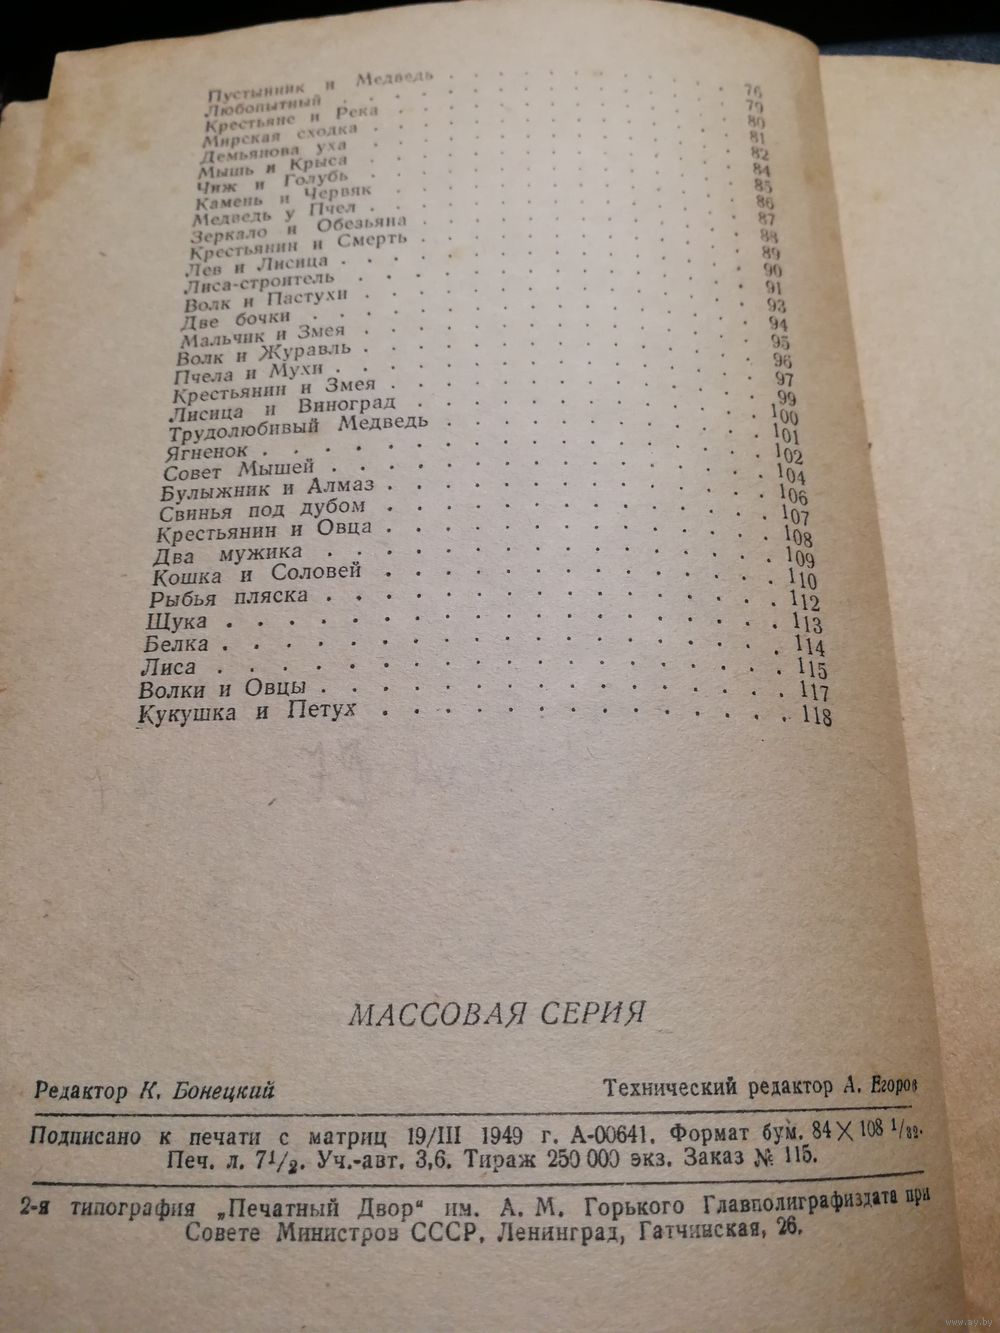 Пустынник и Медведь . . . . . . . . . . 76
Любопытный . . . . . . . . . . . . . 79
Крестьяне и Река . . . . . . . . . . . 80
Мирская сходка . . . . . . . . . . . . 81
Демьянова уха . . . . . . . . . . . . 82
Мышь и Крыса . . . . . . . . . . . . 84
Чиж и Голубь . . . . . . . . . . . . 85
Камень и Червяк . . . . . . . . . . . 86
Медведь у Пчел . . . . . . . . . . . . 87
Зеркало и Обезьяна . . . . . . . . . . 88
Крестьянин и Смерть . . . . . . . . . . 89
Лев и Лисица . . . . . . . . . . . . . 90
Лиса-строитель . . . . . . . . . . . . 91
Волк и Пастухи . . . . . . . . . . . . 93
Две бочки . . . . . . . . . . . . . . 94
Мальчик и Змея . . . . . . . . . . . . 95
Волк и Журавль . . . . . . . . . . . . 96
Пчела и Мухи . . . . . . . . . . . . . 97
Крестьянин и Змея . . . . . . . . . . . 99
Лисица и Виноград . . . . . . . . . . . 100
Трудолюбивый Медведь . . . . . . . . . . 101
Ягненок . . . . . . . . . . . . . . . 102
Совет Мышей . . . . . . . . . . . . . 104
Булыжник и Алмаз . . . . . . . . . . . 106
Свинья под дубом . . . . . . . . . . . 107
Крестьянин и Овца . . . . . . . . . . . 108
Два мужика . . . . . . . . . . . . . 109
Кошка и Соловей . . . . . . . . . . . . 110
Рыбья пляска . . . . . . . . . . . . . 112
Щука . . . . . . . . . . . . . . . . 113
Белка . . . . . . . . . . . . . . . . 114
Лиса . . . . . . . . . . . . . . . . 115
Волки и Овцы . . . . . . . . . . . . . 117
Кукушка и Петух . . . . . . . . . . . . 118
МАССОВАЯ СЕРИЯ
Редактор К. Бонецкий Технический редактор А. Егоров
Подписано к печати с матриц 19/III 1949 г. А-00641. Формат бум. 84×108 1/32.
Печ. л. 7 1/2. Уч.-авт. 3,6. Тираж 250 000 экз. Заказ № 115.
2-я типография „Печатный Двор“ им. А. М. Горького Главполиграфиздата при
Совете Министров СССР, Ленинград, Гатчинская, 26.
www.ay.by